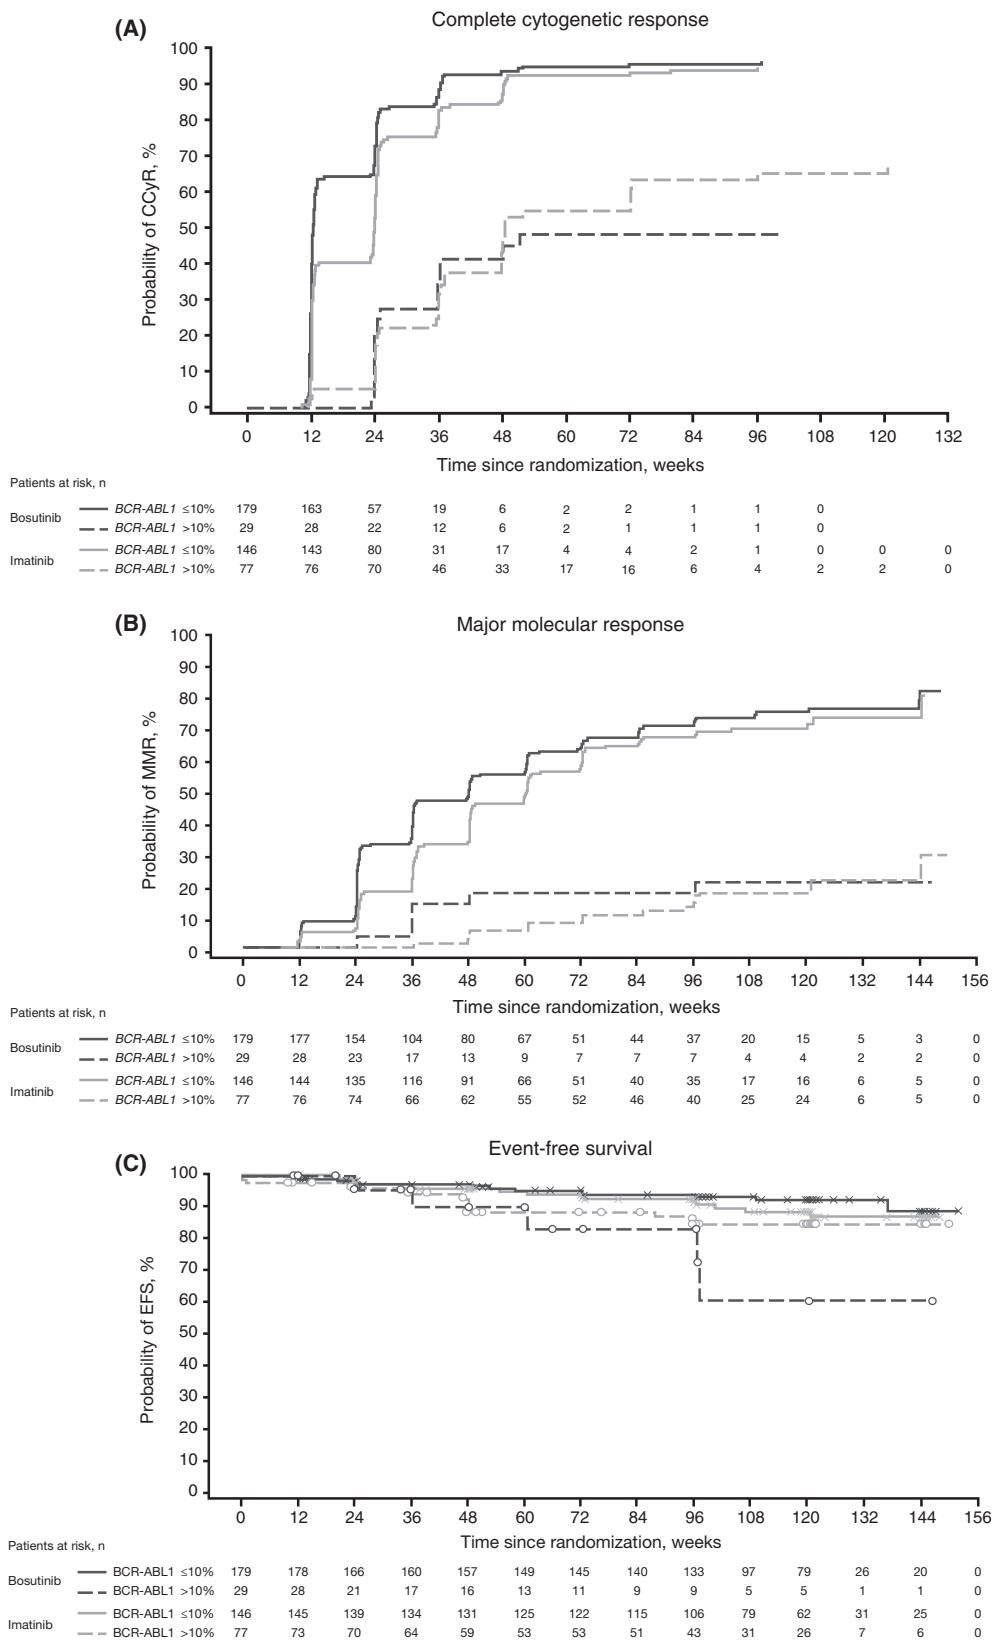 (A)
Complete cytogenetic response
Probability of CCyR, %
100
90
80
70
60
50
40
30
20
10
0
0 12 24 36 48 60 72 84 96 108 120 132
Time since randomization, weeks
Patients at risk, n
Bosutinib
BCR-ABL1 ≤10% 179 163 57 19 6 2 2 1 1 0
BCR-ABL1 >10% 29 28 22 12 6 2 1 1 1 0
Imatinib
BCR-ABL1 ≤10% 146 143 80 31 17 4 4 2 1 0 0 0
BCR-ABL1 >10% 77 76 70 46 33 17 16 6 4 2 2 0
(B)
Major molecular response
Probability of MMR, %
100
90
80
70
60
50
40
30
20
10
0
0 12 24 36 48 60 72 84 96 108 120 132 144 156
Time since randomization, weeks
Patients at risk, n
Bosutinib
BCR-ABL1 ≤10% 179 177 154 104 80 67 51 44 37 20 15 5 3 0
BCR-ABL1 >10% 29 28 23 17 13 9 7 7 7 4 4 2 2 0
Imatinib
BCR-ABL1 ≤10% 146 144 135 116 91 66 51 40 35 17 16 6 5 0
BCR-ABL1 >10% 77 76 74 66 62 55 52 46 40 25 24 6 5 0
(C)
Event-free survival
Probability of EFS, %
100
90
80
70
60
50
40
30
20
10
0
0 12 24 36 48 60 72 84 96 108 120 132 144 156
Time since randomization, weeks
Patients at risk, n
Bosutinib
BCR-ABL1 ≤10% 179 178 166 160 157 149 145 140 133 97 79 26 20 0
BCR-ABL1 >10% 29 28 21 17 16 13 11 9 9 5 5 1 1 0
Imatinib
BCR-ABL1 ≤10% 146 145 139 134 131 125 122 115 106 79 62 31 25 0
BCR-ABL1 >10% 77 73 70 64 59 53 53 51 43 31 26 7 6 0